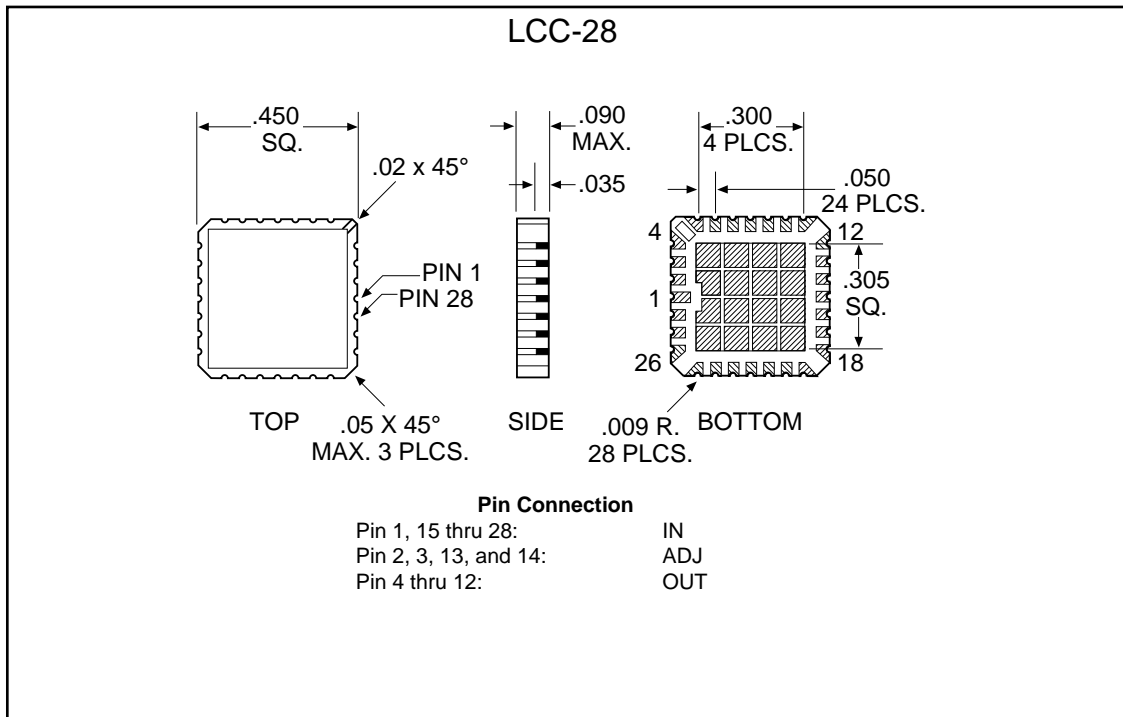 LCC-28
.450
SQ.
.02 x 45°
PIN 1
PIN 28
TOP
.05 X 45°
MAX. 3 PLCS.
.090
MAX.
.035
SIDE
.300
4 PLCS.
.050
24 PLCS.
4
12
1
.305
SQ.
26
18
.009 R.
28 PLCS.
BOTTOM
Pin Connection
Pin 1, 15 thru 28: IN
Pin 2, 3, 13, and 14: ADJ
Pin 4 thru 12: OUT